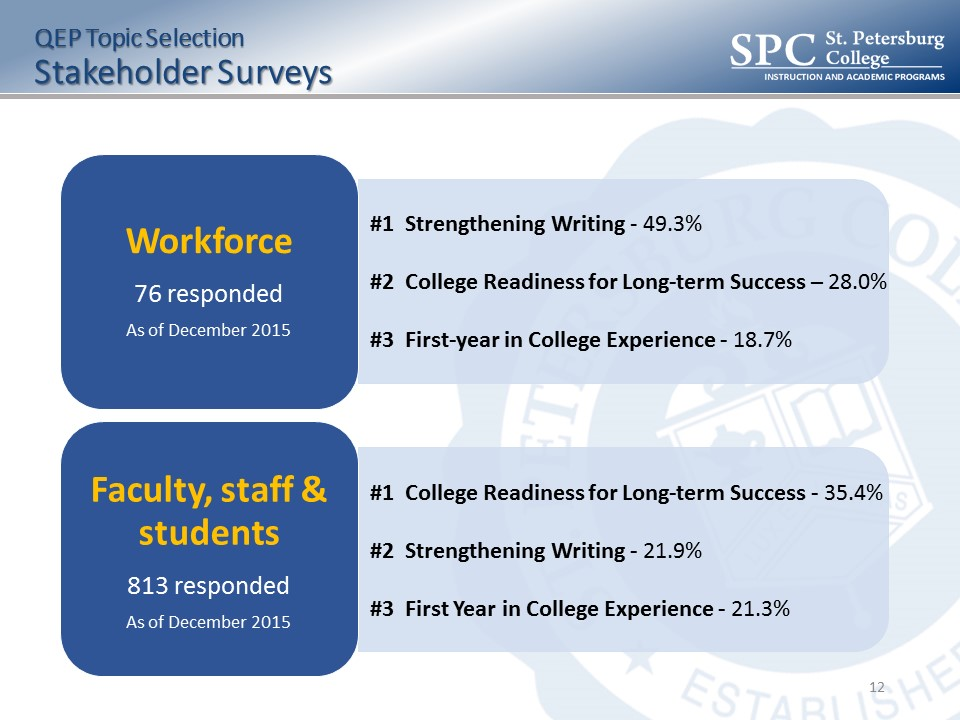 QEP Topic Selection
Stakeholder Surveys
SPC St. Petersburg
College
INSTRUCTION AND ACADEMIC PROGRAMS
Workforce
76 responded
As of December 2015
#1 Strengthening Writing - 49.3%
#2 College Readiness for Long-term Success – 28.0%
#3 First-year in College Experience - 18.7%
Faculty, staff &
students
813 responded
As of December 2015
#1 College Readiness for Long-term Success - 35.4%
#2 Strengthening Writing - 21.9%
#3 First Year in College Experience - 21.3%
12